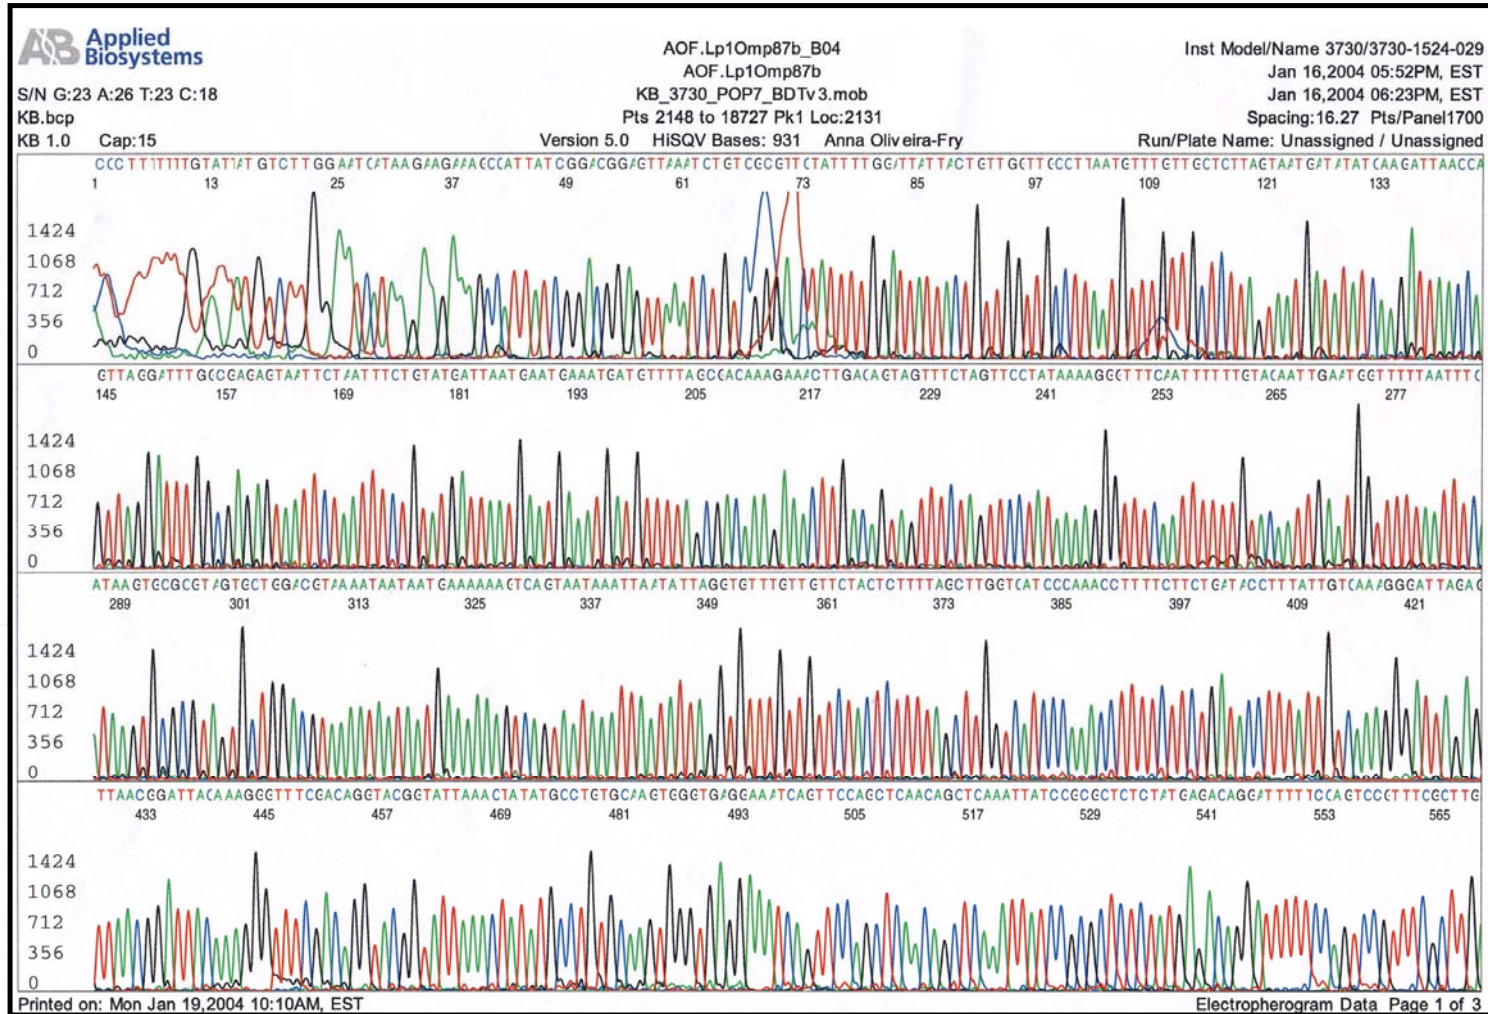 Applied
Biosystems
S/N G:23 A:26 T:23 C:18
KB.bcp
KB 1.0 Cap:15
AOF.Lp1Omp87b_B04
AOF.Lp1Omp87b
KB_3730_POP7_BDTv3.mob
Pts 2148 to 18727 Pk1 Loc:2131
Version 5.0 HiSQV Bases: 931 Anna Oliveira-Fry
Inst Model/Name 3730/3730-1524-029
Jan 16,2004 05:52PM, EST
Jan 16,2004 06:23PM, EST
Spacing:16.27 Pts/Panel1700
Run/Plate Name: Unassigned / Unassigned
1 13 25 37 49 61 73 85 97 109 121 133
1424
1068
712
356
0
GTTAGGATTTGGCGAGAGTAATTCTAATTTCTGTATGATTAATGAATGAAATGATGTTTTAGCGACAAAGAAACTTGACAGTAGTTTCTAGTTCCTATAAAAGGGTTTCAATTTTTTGTACAATTGAATGGTTTTTAATTTC
145 157 169 181 193 205 217 229 241 253 265 277
1424
1068
712
356
0
ATAAGTGCGCGTAGTGCTGGACGTAAAATAATAATGAAAAAAGTCAGTAATAAATTAATATTAGGTGTTTGTTGTTCTACTCTTTTAGCTTGGTCATCCCAAACCTTTTCTTCTGATACCTTTATTGTCAAAGGGATTAGAG
289 301 313 325 337 349 361 373 385 397 409 421
1424
1068
712
356
0
TTAACGGATTACAAAGGGTTTCGACAGGTACGGTATTAAACTATATGCCTGTGCAAGTGGGTGAGGAAATCAGTTCCAGCTCAACAGCTCAAATTATCCGCGCTCTCTATGAGACAGGATTTTTCCAGTCCGTTTCGCTTG
433 445 457 469 481 493 505 517 529 541 553 565
1424
1068
712
356
0
Printed on: Mon Jan 19,2004 10:10AM, EST
Electropherogram Data Page 1 of 3